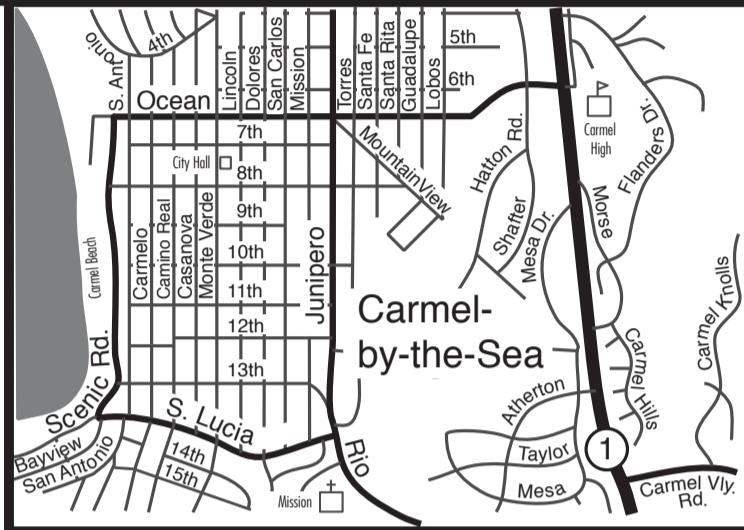 S. Ant
onio
4th
Lincoln
Dolores
San Carlos
Mission
Torres
Santa Fe
Santa Rita
Guadalupe
Lobos
5th
6th
Ocean
7th
City Hall
8th
9th
10th
11th
12th
13th
Carmelo
Camino Real
Casanova
Monte Verde
Junipero
Mountain View
Hatton Rd.
Shafter
Mesa Dr.
Morse
Flanders Dr.
Carmel
High
Carmel Beach
Carmel-
by-the-Sea
Carmel Knolls
Carmel Hills
Scenic Rd.
S. Lucia
Bayview
San Antonio
14th
15th
Mission
Rio
Atherton
Taylor
Mesa
1
Carmel Vly.
Rd.